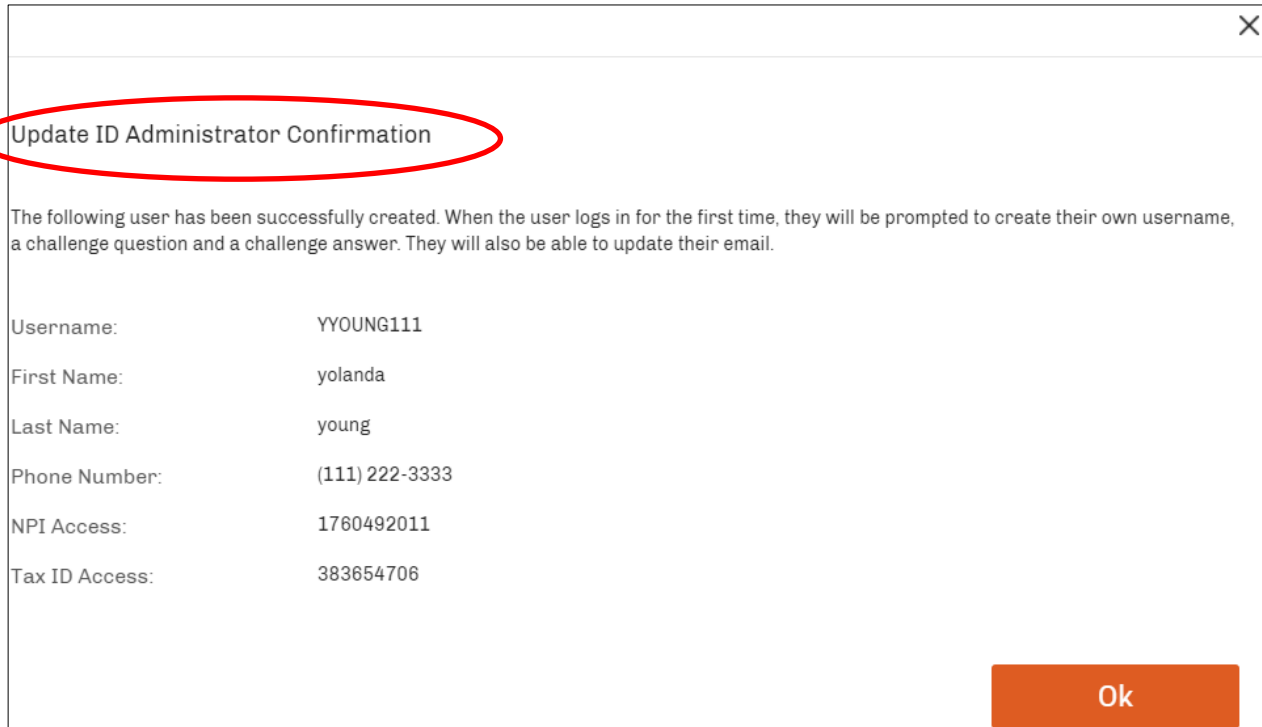 Update ID Administrator Confirmation
The following user has been successfully created. When the user logs in for the first time, they will be prompted to create their own username,
a challenge question and a challenge answer. They will also be able to update their email.
Username: YYOUNG111
First Name: yolanda
Last Name: young
Phone Number: (111) 222-3333
NPI Access: 1760492011
Tax ID Access: 383654706
Ok